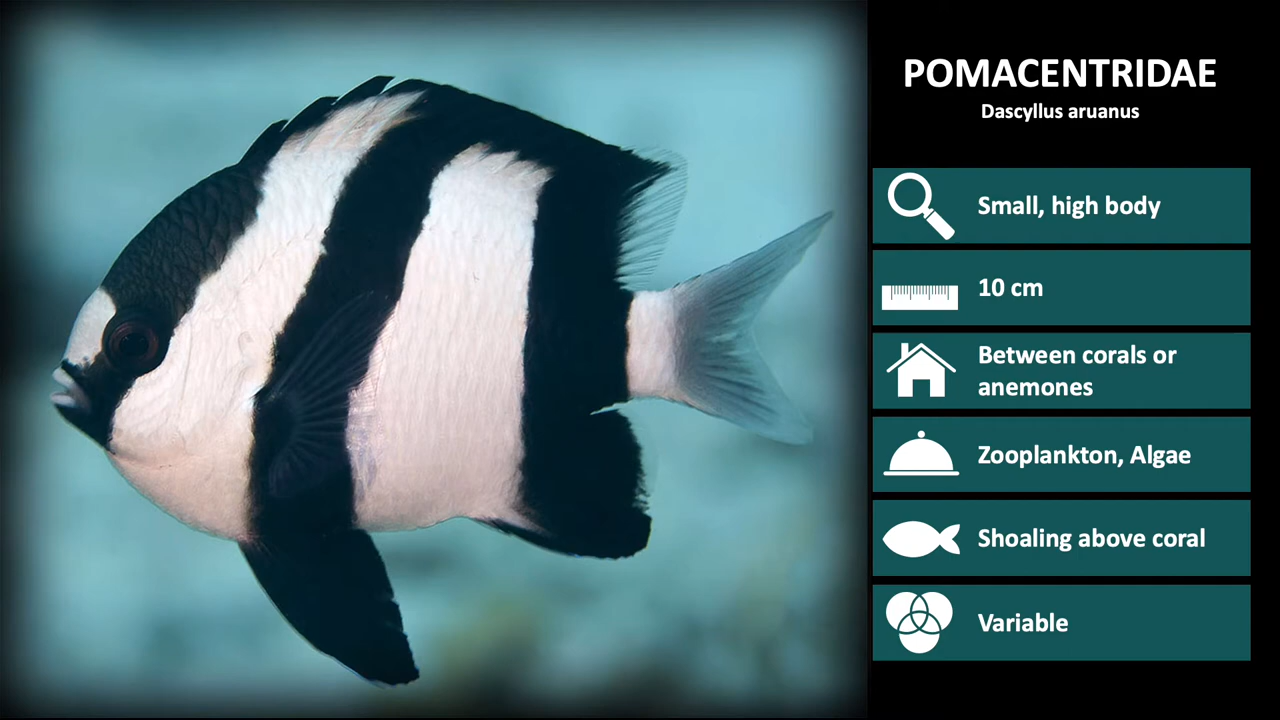 POMACENTRIDAE
Dascyllus aruanus
Small, high body
10 cm
Between corals or
anemones
Zooplankton, Algae
Shoaling above coral
Variable